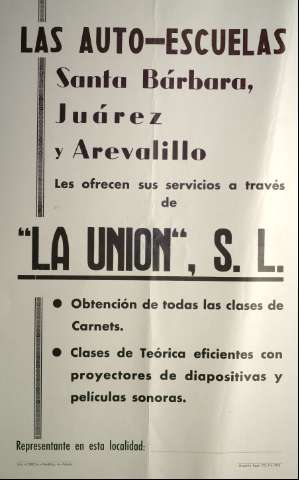 LAS AUTO—ESCUELAS
Santa Bárbara,
Juárez
y Arevalillo
Les ofrecen sus servicios a través
de
"LA UNION", S. L.
● Obtención de todas las clases de
Carnets.
● Clases de Teórica eficientes con
proyectores de diapositivas y
películas sonoras.
Representante en esta localidad: